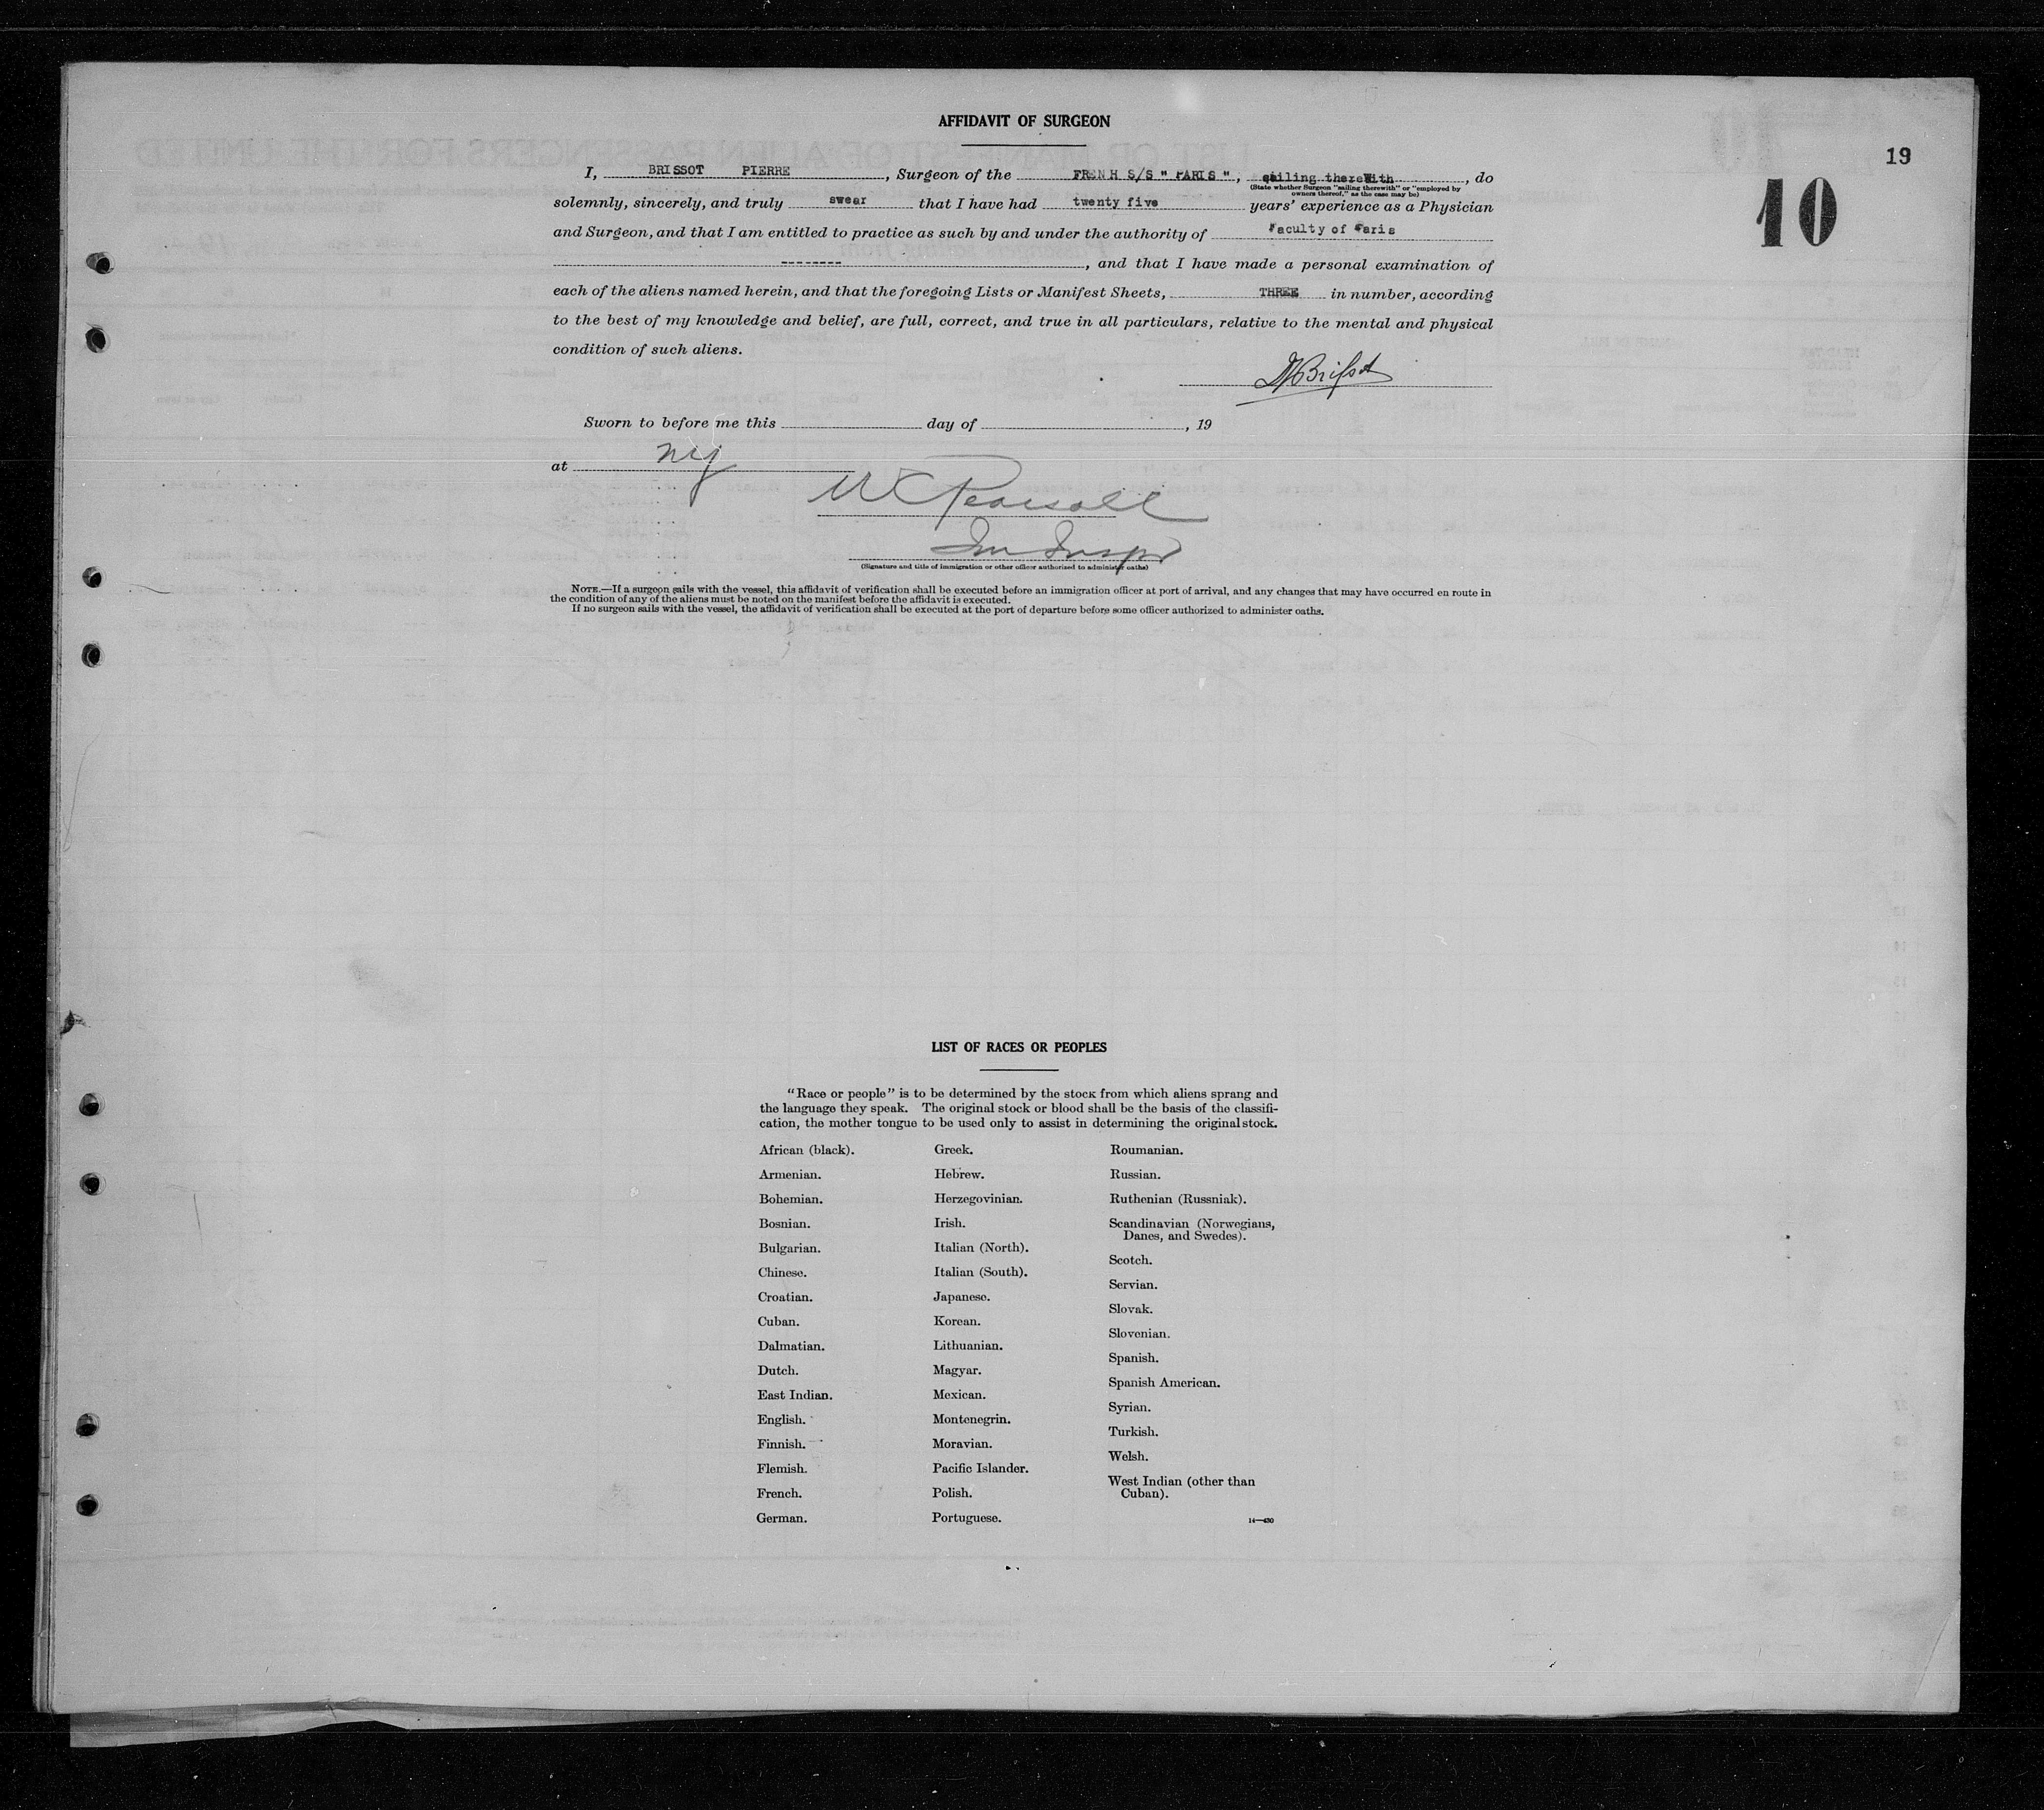 AFFIDAVIT OF SURGEON
19
10
I, BRISSOT PIERRE, Surgeon of the FRENH S/S " PARIS ", sailing thereWith, do
(State whether Surgeon "sailing therewith" or "employed by
owners thereof," as the case may be)
solemnly, sincerely, and truly swear that I have had twenty five years' experience as a Physician
and Surgeon, and that I am entitled to practice as such by and under the authority of Faculty of Paris
--------, and that I have made a personal examination of
each of the aliens named herein, and that the foregoing Lists or Manifest Sheets, THREE in number, according
to the best of my knowledge and belief, are full, correct, and true in all particulars, relative to the mental and physical
condition of such aliens.
Brissot
Sworn to before me this day of , 19
at NY
Pearsall
Im Inspr
(Signature and title of immigration or other officer authorized to administer oaths)
NOTE.—If a surgeon sails with the vessel, this affidavit of verification shall be executed before an immigration officer at port of arrival, and any changes that may have occurred en route in
the condition of any of the aliens must be noted on the manifest before the affidavit is executed.
If no surgeon sails with the vessel, the affidavit of verification shall be executed at the port of departure before some officer authorized to administer oaths.
LIST OF RACES OR PEOPLES
"Race or people" is to be determined by the stock from which aliens sprang and
the language they speak. The original stock or blood shall be the basis of the classifi-
cation, the mother tongue to be used only to assist in determining the original stock.
African (black).
Armenian.
Bohemian.
Bosnian.
Bulgarian.
Chinese.
Croatian.
Cuban.
Dalmatian.
Dutch.
East Indian.
English.
Finnish.
Flemish.
French.
German.
Greek.
Hebrew.
Herzegovinian.
Irish.
Italian (North).
Italian (South).
Japanese.
Korean.
Lithuanian.
Magyar.
Mexican.
Montenegrin.
Moravian.
Pacific Islander.
Polish.
Portuguese.
Roumanian.
Russian.
Ruthenian (Russniak).
Scandinavian (Norwegians,
Danes, and Swedes).
Scotch.
Servian.
Slovak.
Slovenian.
Spanish.
Spanish American.
Syrian.
Turkish.
Welsh.
West Indian (other than
Cuban).
14—430